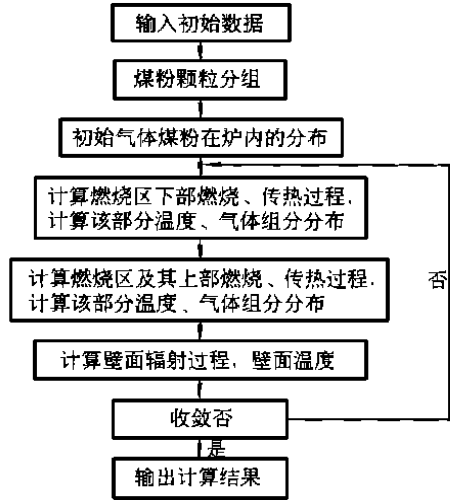 输入初始数据
煤粉颗粒分组
初始气体煤粉在炉内的分布
计算燃烧区下部燃烧、传热过程,
计算该部分温度、气体组分分布
计算燃烧区及其上部燃烧、传热过程,
计算该部分温度、气体组分分布
否
计算壁面辐射过程,壁面温度
收敛否
是
输出计算结果